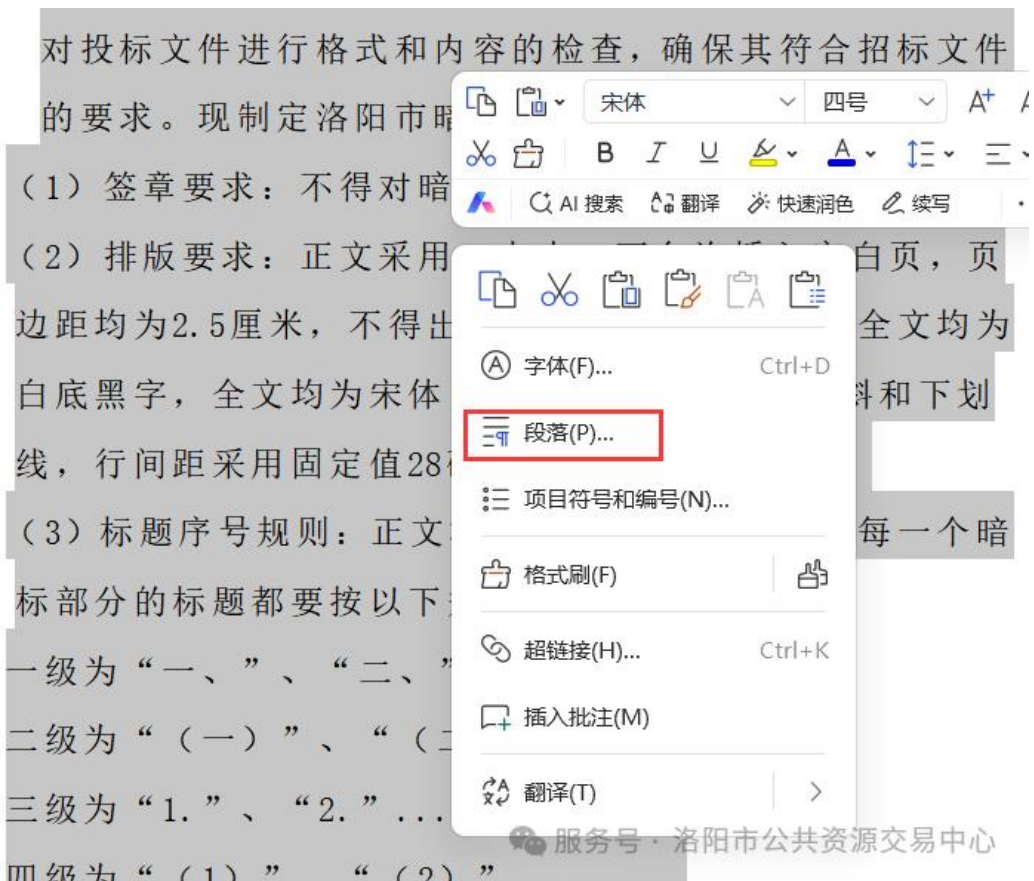 对投标文件进行格式和内容的检查，确保其符合招标文件
的要求。现制定洛阳市暗
宋体 四号 A+
B I U A
AI 搜索 翻译 快速润色 续写
（1）签章要求：不得对暗
（2）排版要求：正文采用 白页，页
边距均为2.5厘米，不得出 全文均为
字体(F)... Ctrl+D
白底黑字，全文均为宋体 和下划
段落(P)...
线，行间距采用固定值28
项目符号和编号(N)...
（3）标题序号规则：正文 每一个暗
格式刷(F)
标部分的标题都要按以下
超链接(H)... Ctrl+K
一级为“一、”、“二、”
插入批注(M)
二级为“（一）”、“（
翻译(T)
三级为“1.”、“2.”...
服务号 · 洛阳市公共资源交易中心
四级为“（1）”、“（2）”